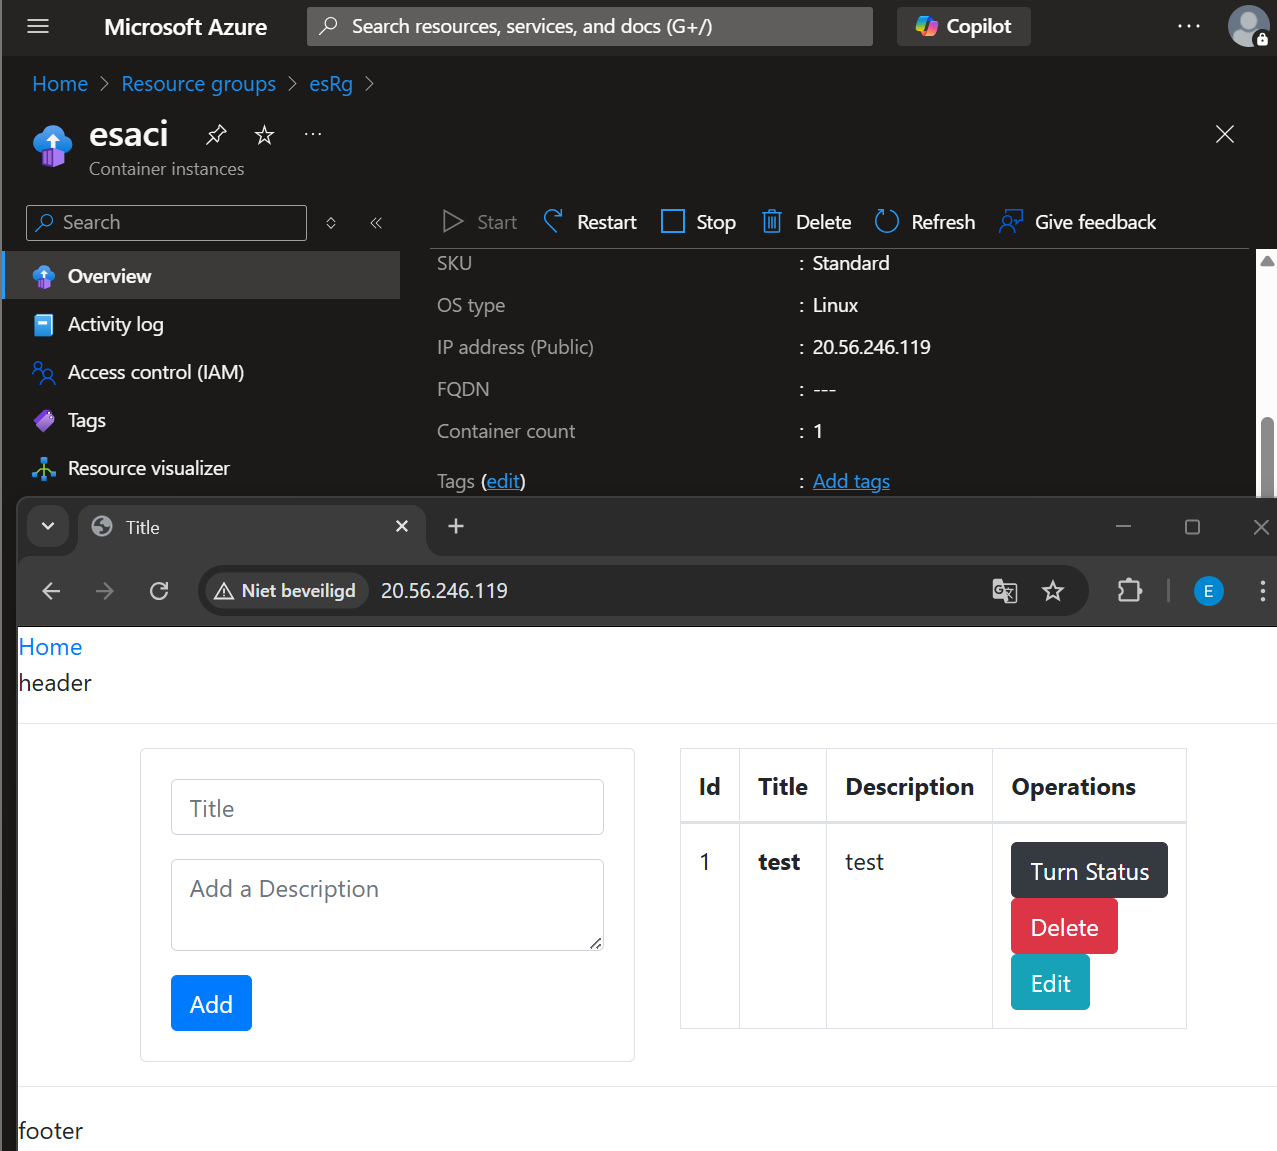 Microsoft Azure
Search resources, services, and docs (G+/)
Copilot
Home > Resource groups > esRg >
esaci
Container instances
Search
Start Restart Stop Delete Refresh Give feedback
Overview
Activity log
Access control (IAM)
Tags
Resource visualizer
SKU : Standard
OS type : Linux
IP address (Public) : 20.56.246.119
FQDN : ---
Container count : 1
Tags (edit) : Add tags
Title
Niet beveiligd 20.56.246.119
E
Home
header
Title
Add a Description
Add
Id Title Description Operations
1 test test Turn Status
Delete
Edit
footer